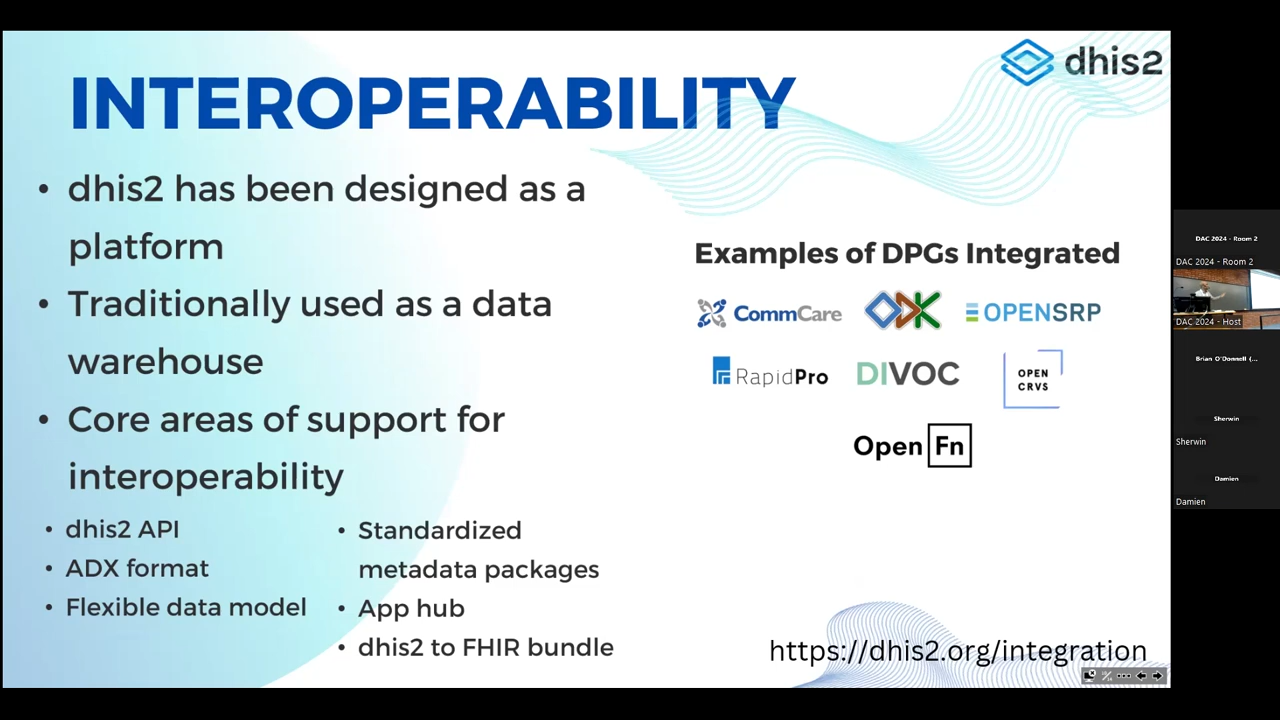 INTEROPERABILITY
dhis2
• dhis2 has been designed as a
platform
• Traditionally used as a data
warehouse
• Core areas of support for
interoperability
• dhis2 API
• ADX format
• Flexible data model
• Standardized
metadata packages
• App hub
• dhis2 to FHIR bundle
Examples of DPGs Integrated
CommCare
ODK
OPENSRP
RapidPro
DIVOC
OPEN
CRVS
Open Fn
https://dhis2.org/integration
DAC 2024 - Room 2
DAC 2024 - Room 2
DAC 2024 - Host
Brian O'Donnell (...
Sherwin
Sherwin
Damien
Damien